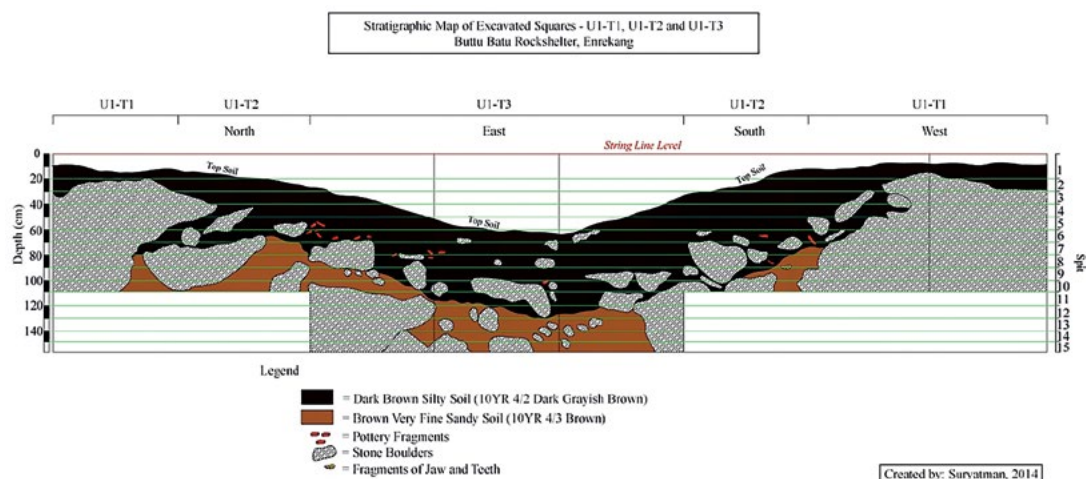 Stratigraphic Map of Excavated Squares - U1-T1, U1-T2 and U1-T3
Buttu Batu Rockshelter, Enrekang
U1-T1 U1-T2 U1-T3 U1-T2 U1-T1
North East South West
String Line Level
Top Soil
Top Soil
Top Soil
Depth (cm)
0
20
40
60
80
100
120
140
1
2
3
4
5
6
7
8
9
10
11
12
13
14
15
Spit
Legend
= Dark Brown Silty Soil (10YR 4/2 Dark Grayish Brown)
= Brown Very Fine Sandy Soil (10YR 4/3 Brown)
= Pottery Fragments
= Stone Boulders
= Fragments of Jaw and Teeth
Created by: Suryatman, 2014